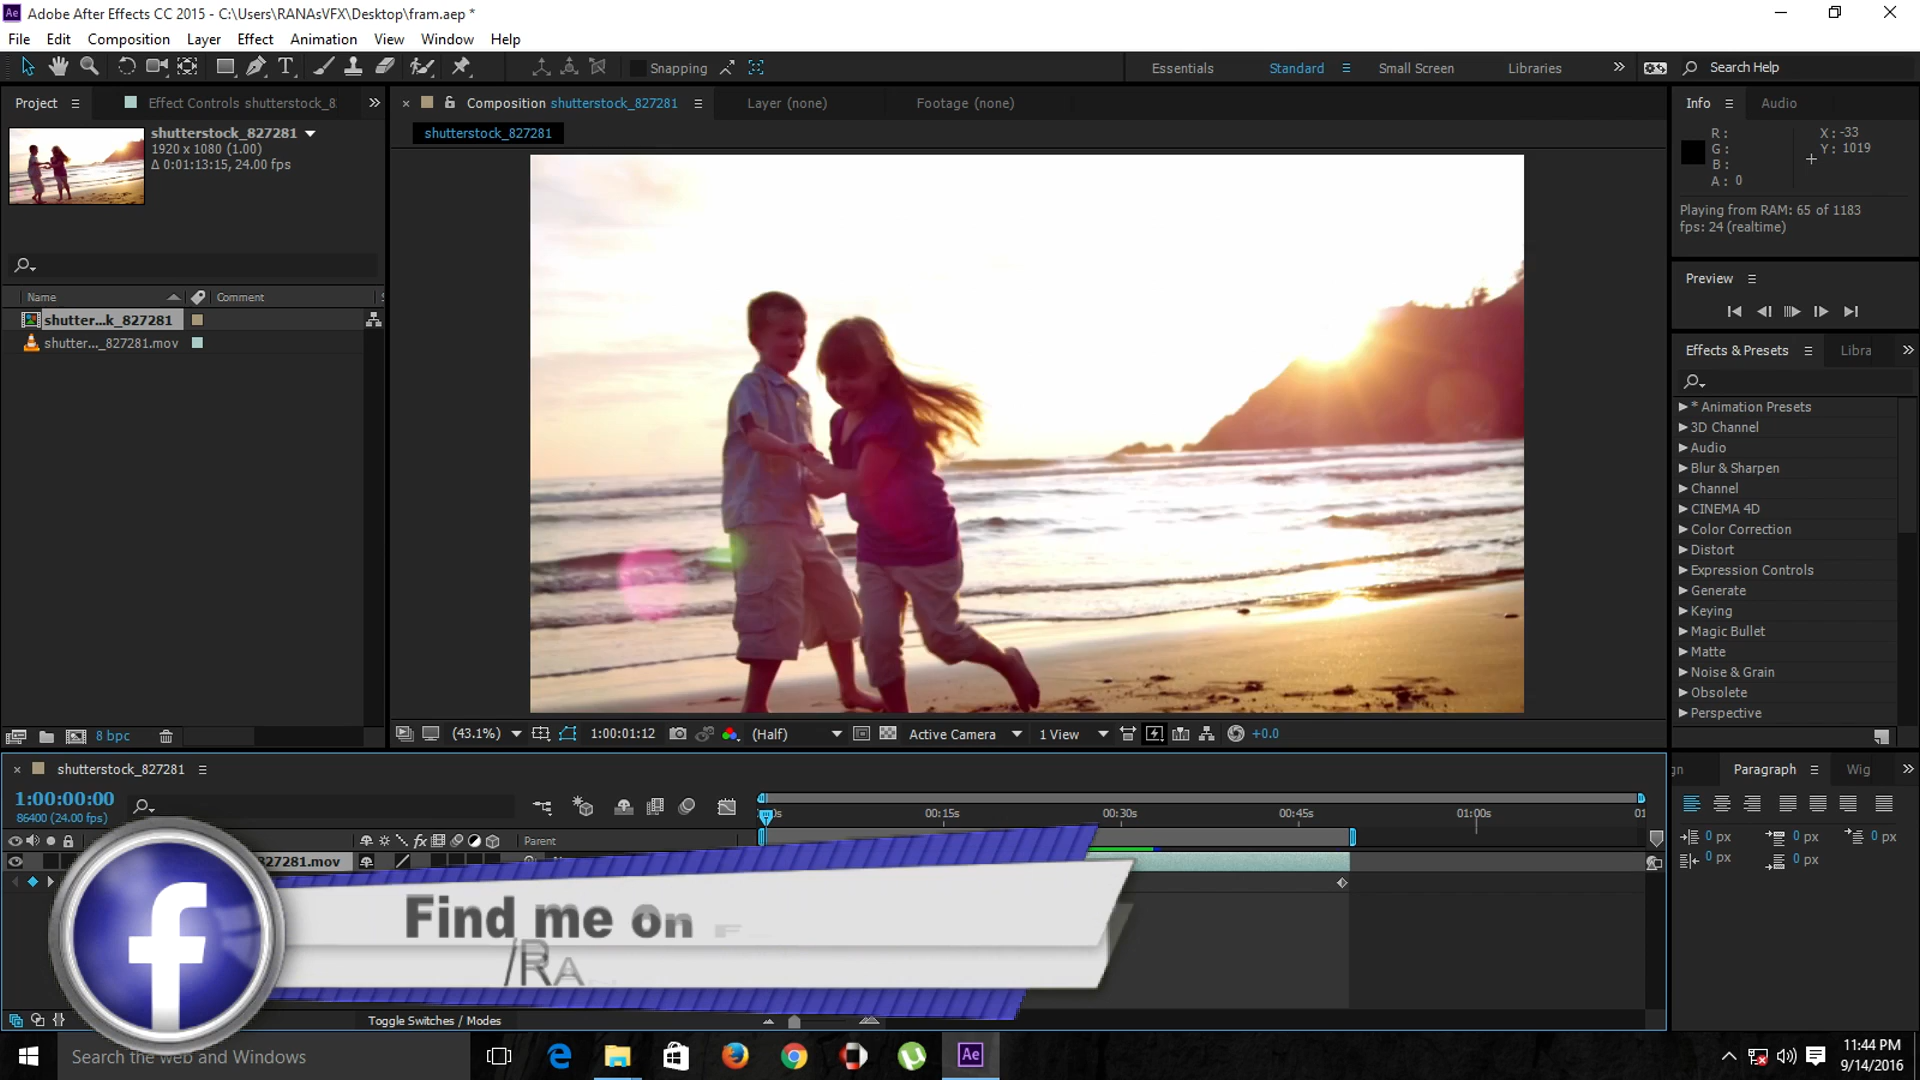 Adobe After Effects CC 2015 - C:\Users\RANAsVFX\Desktop\fram.aep *
File Edit Composition Layer Effect Animation View Window Help
Snapping
Essentials Standard Small Screen Libraries
Search Help
Project
Effect Controls shutterstock_8
Composition shutterstock_827281
Layer (none)
Footage (none)
shutterstock_827281
shutterstock_827281
1920 x 1080 (1.00)
Δ 0:01:13:15, 24.00 fps
Name Comment
shutter...k_827281
shutter..._827281.mov
8 bpc
(43.1%) 1:00:01:12 (Half) Active Camera 1 View +0.0
Info Audio
R :
G :
B :
A : 0
X : -33
Y : 1019
Playing from RAM: 65 of 1183
fps: 24 (realtime)
Preview
Effects & Presets Libra
* Animation Presets
3D Channel
Audio
Blur & Sharpen
Channel
CINEMA 4D
Color Correction
Distort
Expression Controls
Generate
Keying
Magic Bullet
Matte
Noise & Grain
Obsolete
Perspective
shutterstock_827281
1:00:00:00
86400 (24.00 fps)
00:15s 00:30s 00:45s 01:00s
Parent
827281.mov
Find me on
/RA
Toggle Switches / Modes
Paragraph Wig
0 px 0 px 0 px
0 px 0 px
Search the web and Windows
Ae
11:44 PM
9/14/2016